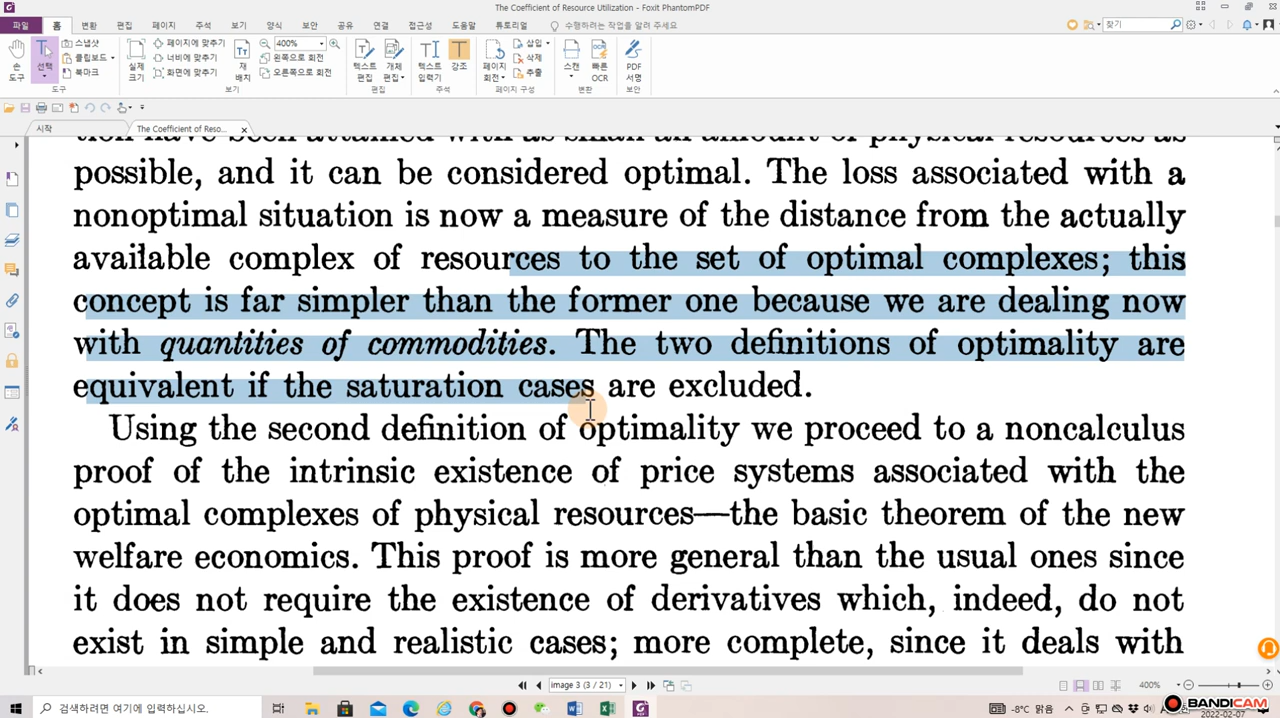 The Coefficient of Resource Utilization - Foxit PhantomPDF
파일 홈 변환 편집 페이지 주석 보기 양식 보안 공유 연결 접근성 도움말 튜토리얼 수행하려는 작업을 알려 주세요 찾기
손 도구
선택
스냅샷
클립보드
북마크
실제 크기
페이지에 맞추기
너비에 맞추기
화면에 맞추기
재 배치
400%
왼쪽으로 회전
오른쪽으로 회전
텍스트 편집
개체 편집
텍스트 입력기
강조
페이지 회전
삽입
삭제
추출
스캔
빠른 OCR
PDF 서명
도구 보기 편집 주석 페이지 구성 변환 보안
시작 The Coefficient of Reso...
tion have been attained with as small an amount of physical resources as
possible, and it can be considered optimal. The loss associated with a
nonoptimal situation is now a measure of the distance from the actually
available complex of resources to the set of optimal complexes; this
concept is far simpler than the former one because we are dealing now
with quantities of commodities. The two definitions of optimality are
equivalent if the saturation cases are excluded.
Using the second definition of optimality we proceed to a noncalculus
proof of the intrinsic existence of price systems associated with the
optimal complexes of physical resources—the basic theorem of the new
welfare economics. This proof is more general than the usual ones since
it does not require the existence of derivatives which, indeed, do not
exist in simple and realistic cases; more complete, since it deals with
image 3 (3 / 21) 400%
검색하려면 여기에 입력하십시오.
-8°C 맑음
BANDICAM
2022-02-07